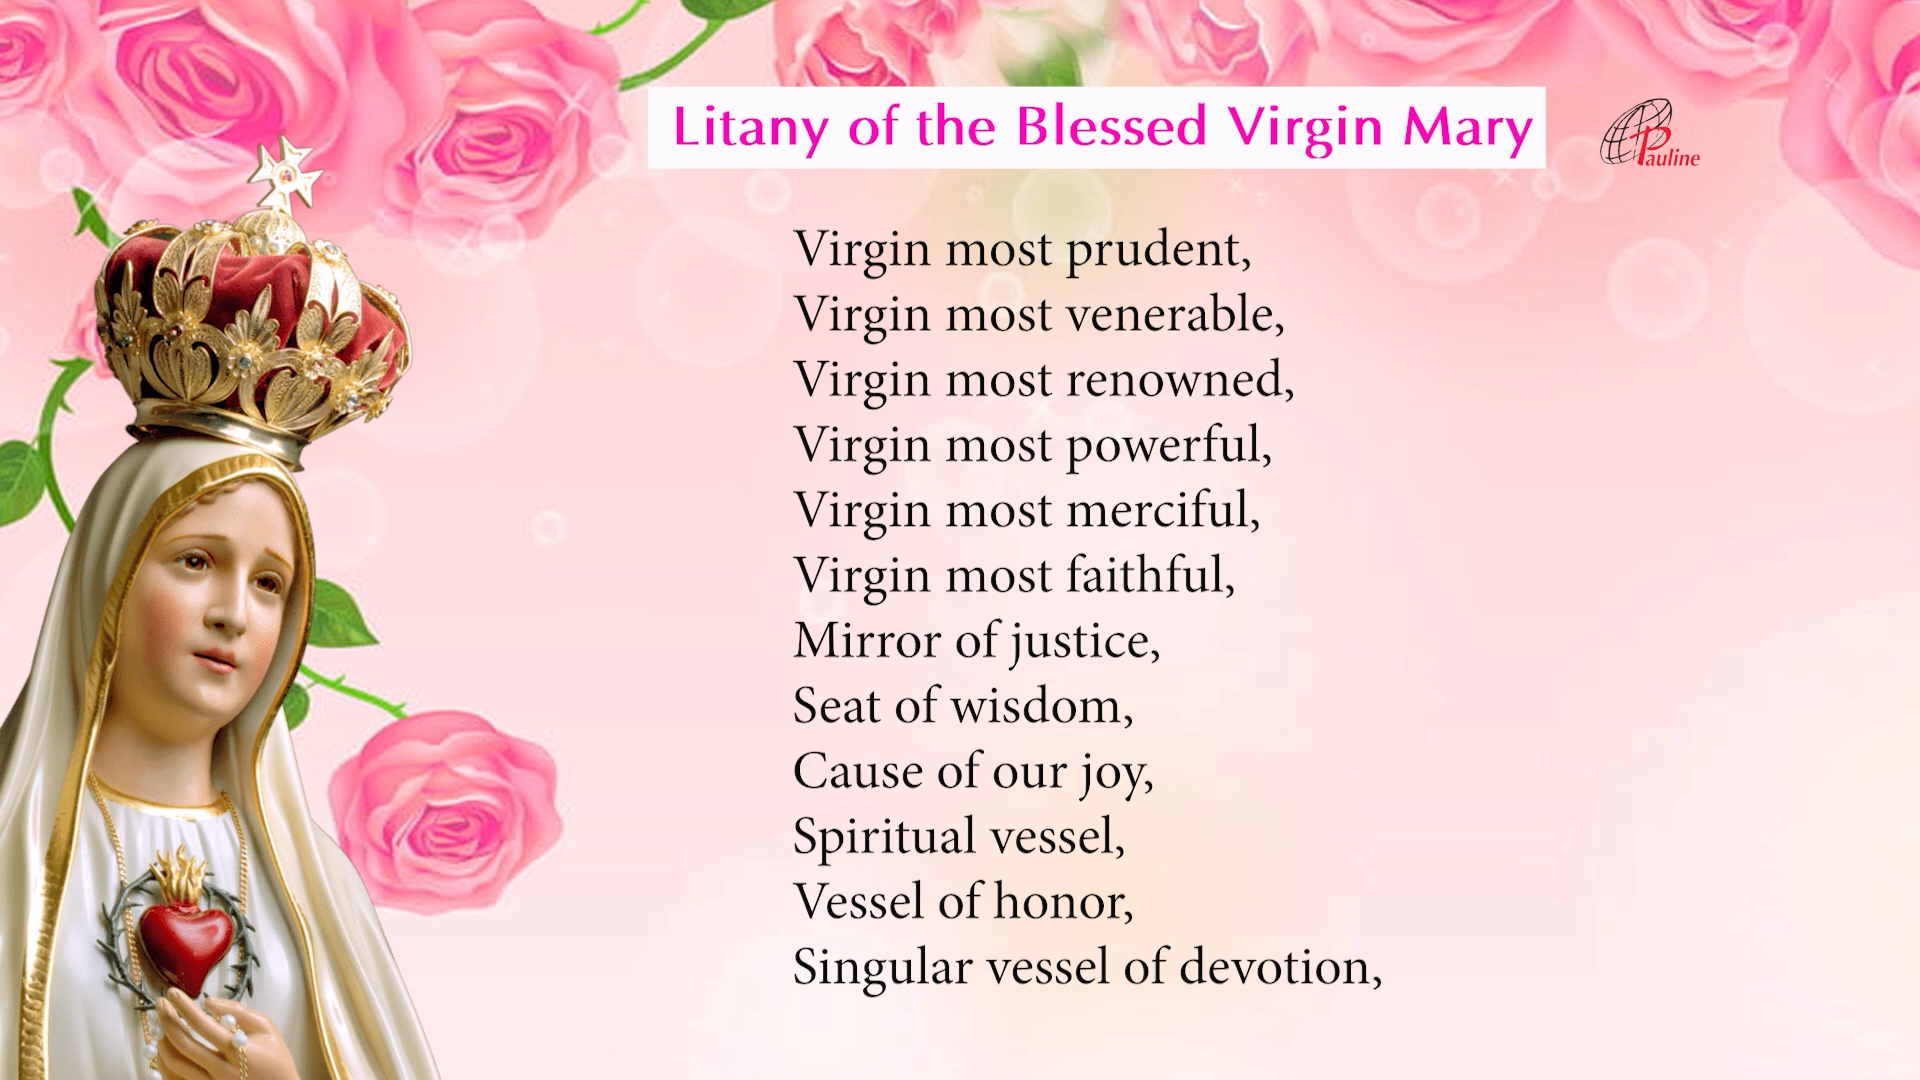 Litany of the Blessed Virgin Mary
Pauline
Virgin most prudent,
Virgin most venerable,
Virgin most renowned,
Virgin most powerful,
Virgin most merciful,
Virgin most faithful,
Mirror of justice,
Seat of wisdom,
Cause of our joy,
Spiritual vessel,
Vessel of honor,
Singular vessel of devotion,